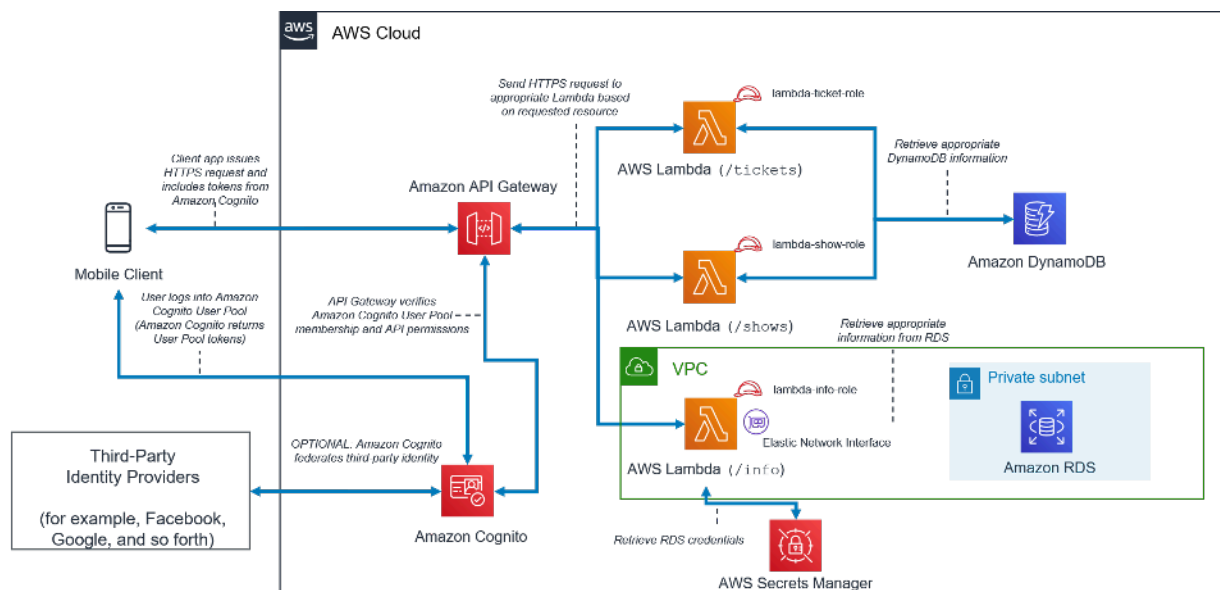 aws
AWS Cloud
Send HTTPS request to
appropriate Lambda based
on requested resource
lambda-ticket-role
AWS Lambda (/tickets)
Retrieve appropriate
DynamoDB information
Client app issues
HTTPS request and
includes tokens from
Amazon Cognito
Amazon API Gateway
Mobile Client
lambda-show-role
Amazon DynamoDB
User logs into Amazon
Cognito User Pool
(Amazon Cognito returns
User Pool tokens)
API Gateway verifies
Amazon Cognito User Pool
membership and API permissions
AWS Lambda (/shows)
Retrieve appropriate
information from RDS
VPC
lambda-info-role
Elastic Network Interface
AWS Lambda (/info)
Private subnet
Amazon RDS
OPTIONAL. Amazon Cognito
federates third-party identity
Third-Party
Identity Providers
(for example, Facebook,
Google, and so forth)
Amazon Cognito
Retrieve RDS credentials
AWS Secrets Manager